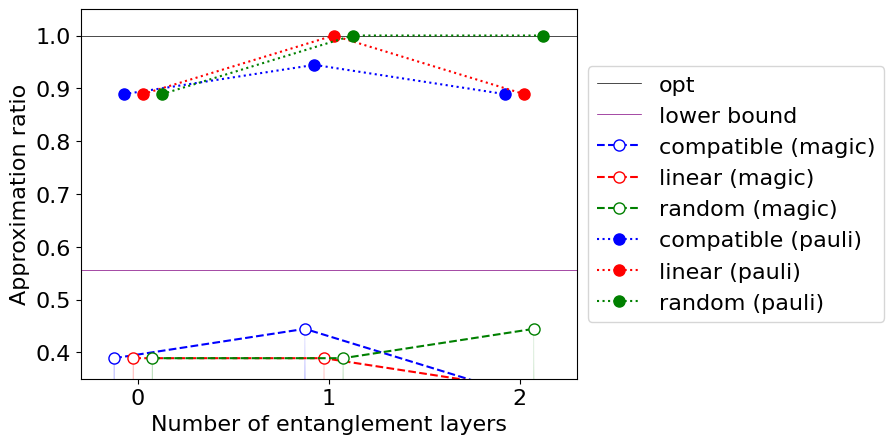 1.0
0.9
0.8
0.7
0.6
0.5
0.4
Approximation ratio
0
1
2
Number of entanglement layers
opt
lower bound
compatible (magic)
linear (magic)
random (magic)
compatible (pauli)
linear (pauli)
random (pauli)